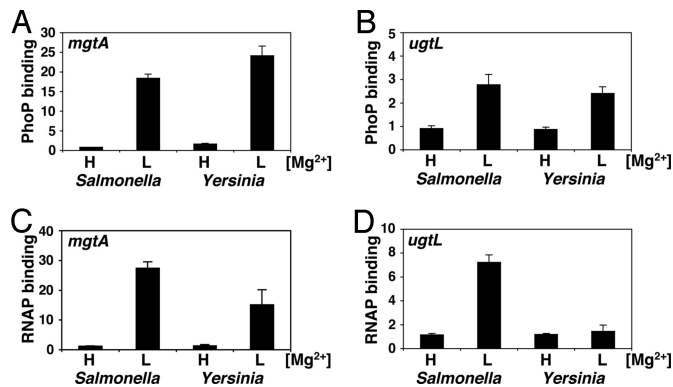 A
mgtA
PhoP binding
30
25
20
15
10
5
0
H L H L [Mg²⁺]
Salmonella Yersinia
B
ugtL
PhoP binding
5
4
3
2
1
H L H L [Mg²⁺]
Salmonella Yersinia
C
mgtA
RNAP binding
40
30
20
10
0
H L H L [Mg²⁺]
Salmonella Yersinia
D
ugtL
RNAP binding
10
8
6
4
2
0
H L H L [Mg²⁺]
Salmonella Yersinia